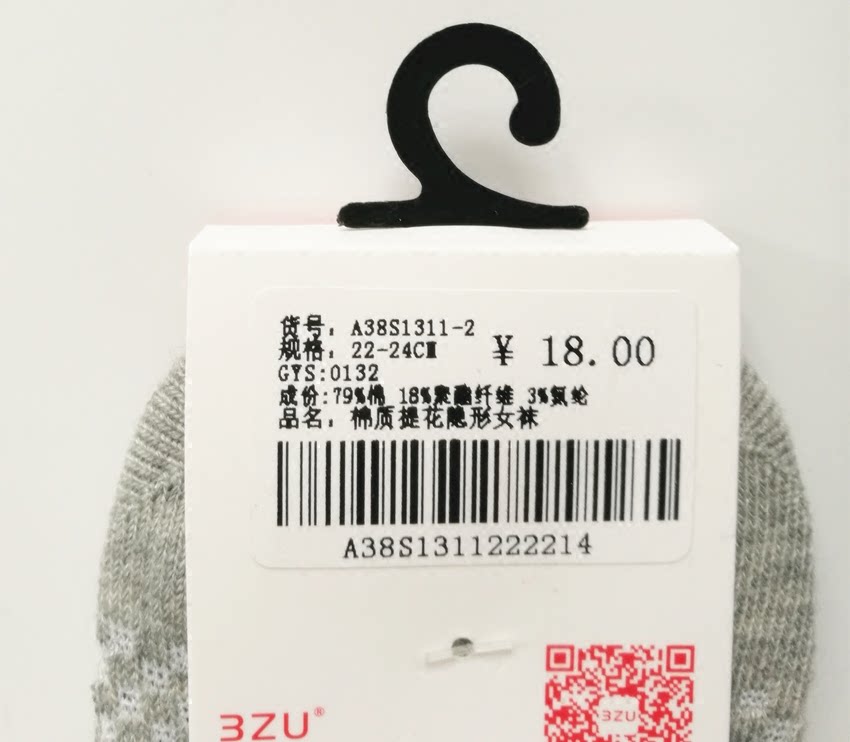 货号: A38S1311-2
规格: 22-24CM
¥ 18.00
GYS:0132
成份:79%棉 18%聚酯纤维 3%氨纶
品名: 棉质提花隐形女袜
A38S1311222214
3ZU®
3ZU